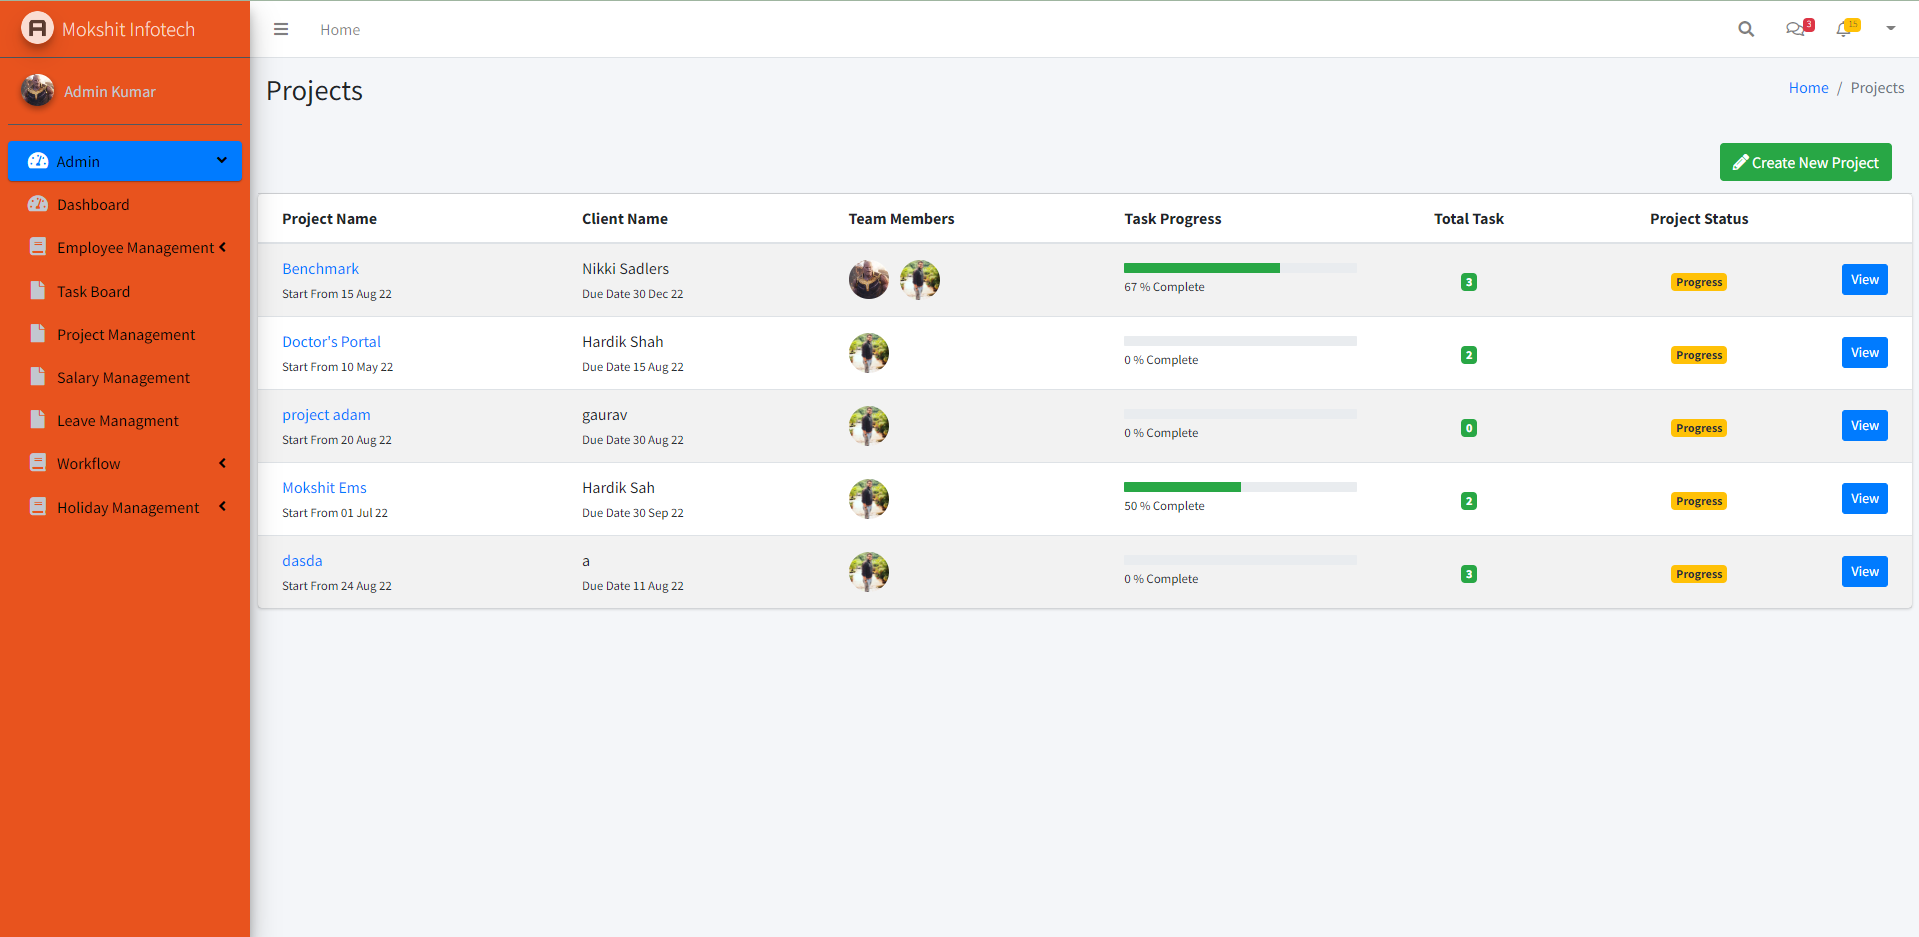 Mokshit Infotech
Home
3
15
Admin Kumar
Projects
Home / Projects
Admin
Dashboard
Employee Management
Task Board
Project Management
Salary Management
Leave Managment
Workflow
Holiday Management
Create New Project
Project Name Client Name Team Members Task Progress Total Task Project Status
Benchmark Nikki Sadlers
Start From 15 Aug 22 Due Date 30 Dec 22 67 % Complete 3 Progress View
Doctor's Portal Hardik Shah
Start From 10 May 22 Due Date 15 Aug 22 0 % Complete 2 Progress View
project adam gaurav
Start From 20 Aug 22 Due Date 30 Aug 22 0 % Complete 0 Progress View
Mokshit Ems Hardik Sah
Start From 01 Jul 22 Due Date 30 Sep 22 50 % Complete 2 Progress View
dasda a
Start From 24 Aug 22 Due Date 11 Aug 22 0 % Complete 3 Progress View